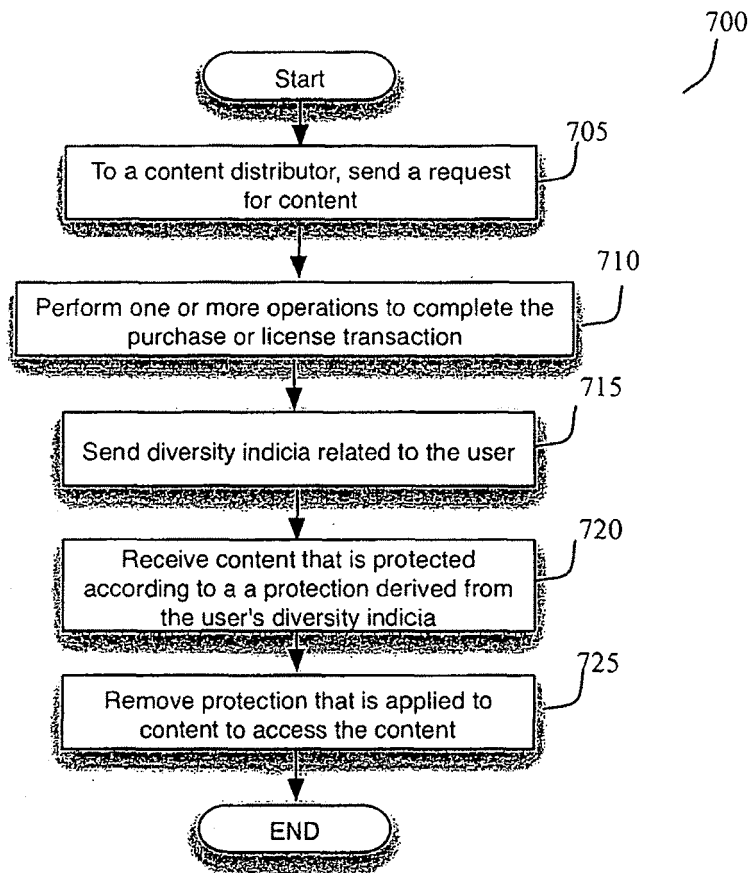 700
Start
705
To a content distributor, send a request
for content
710
Perform one or more operations to complete the
purchase or license transaction
715
Send diversity indicia related to the user
720
Receive content that is protected
according to a a protection derived from
the user's diversity indicia
725
Remove protection that is applied to
content to access the content
END